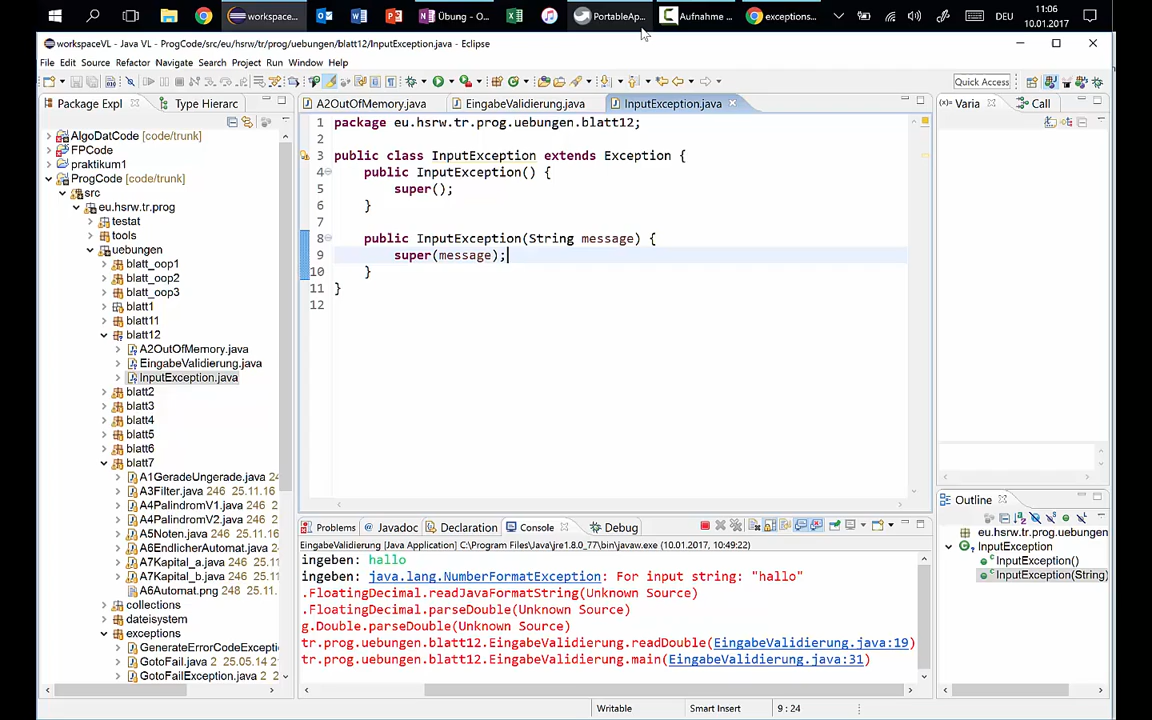 workspace...
Übung - O...
PortableAp...
Aufnahme ...
exceptions...
DEU
11:06
10.01.2017
workspaceVL - Java VL - ProgCode/src/eu/hsrw/tr/prog/uebungen/blatt12/InputException.java - Eclipse
File Edit Source Refactor Navigate Search Project Run Window Help
Quick Access
Package Expl
Type Hierarc
AlgoDatCode [code/trunk]
FPCode
praktikum1
ProgCode [code/trunk]
src
eu.hsrw.tr.prog
testat
tools
uebungen
blatt_oop1
blatt_oop2
blatt_oop3
blatt1
blatt11
blatt12
A2OutOfMemory.java
EingabeValidierung.java
InputException.java
blatt2
blatt3
blatt4
blatt5
blatt6
blatt7
A1GeradeUngerade.java 24
A3Filter.java 246 25.11.16
A4PalindromV1.java 246 2
A4PalindromV2.java 246 2
A5Noten.java 246 25.11.16
A6EndlicherAutomat.java
A7Kapital_a.java 246 25.1
A7Kapital_b.java 246 25.1
A6Automat.png 248 25.11
collections
dateisystem
exceptions
GenerateErrorCodeExcepti
GotoFail.java 2 25.05.14
GotoFailException.java 2
A2OutOfMemory.java
EingabeValidierung.java
InputException.java
1 package eu.hsrw.tr.prog.uebungen.blatt12;
2
3 public class InputException extends Exception {
4 public InputException() {
5 super();
6 }
7
8 public InputException(String message) {
9 super(message);
10 }
11 }
12
Problems
Javadoc
Declaration
Console
Debug
EingabeValidierung [Java Application] C:\Program Files\Java\jre1.8.0_77\bin\javaw.exe (10.01.2017, 10:49:22)
ingeben: hallo
ingeben: java.lang.NumberFormatException: For input string: "hallo"
.FloatingDecimal.readJavaFormatString(Unknown Source)
.FloatingDecimal.parseDouble(Unknown Source)
g.Double.parseDouble(Unknown Source)
tr.prog.uebungen.blatt12.EingabeValidierung.readDouble(EingabeValidierung.java:19)
tr.prog.uebungen.blatt12.EingabeValidierung.main(EingabeValidierung.java:31)
Varia
Call
Outline
eu.hsrw.tr.prog.uebungen
InputException
InputException()
InputException(String)
Writable
Smart Insert
9 : 24